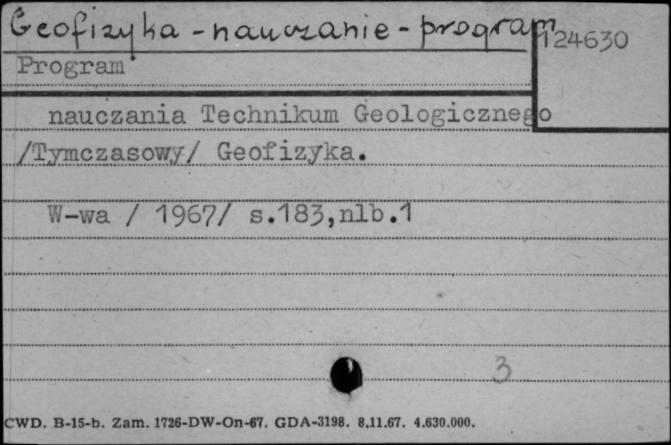 Geofizyka - nauczanie - program
124630
Program
nauczania Technikum Geologicznego
/Tymczasowy/ Geofizyka.
W-wa / 1967/ s.183,nlb.1
3
CWD. B-15-b. Zam. 1726-DW-On-67. GDA-3198. 8.11.67. 4.630.000.